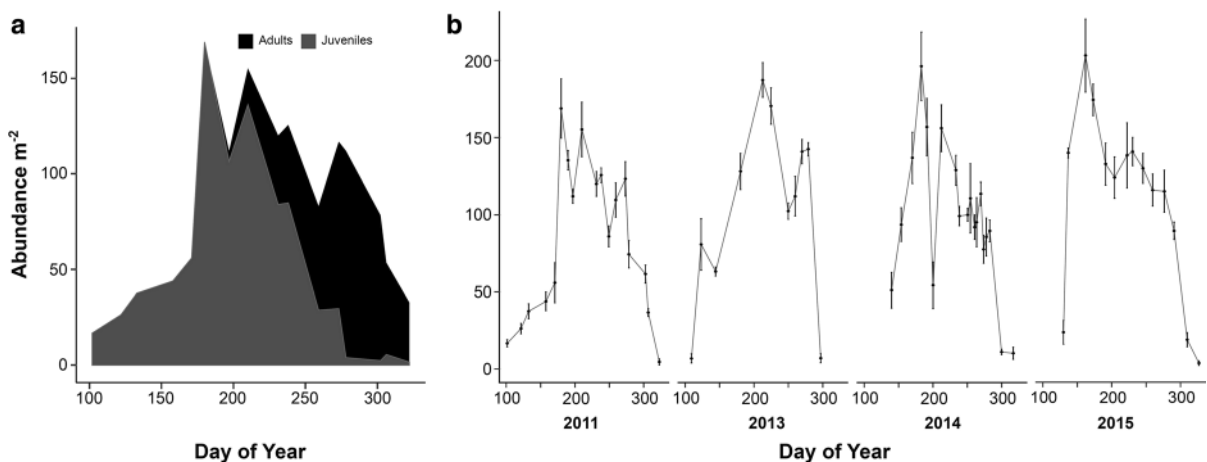 a
Adults Juveniles
Abundance m⁻²
150
100
50
0
100 150 200 250 300
Day of Year
b
200
150
100
50
0
100 200 300 100 200 300 100 200 300 100 200 300
2011 2013 2014 2015
Day of Year